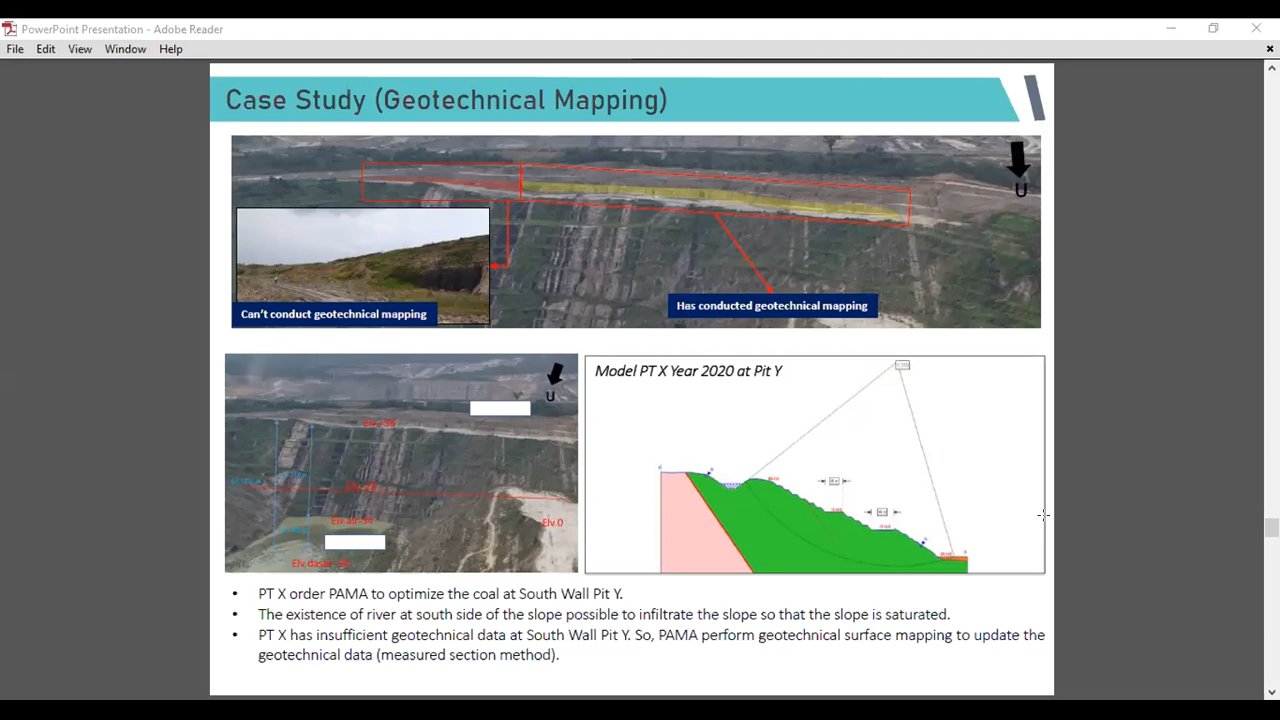 PowerPoint Presentation - Adobe Reader
File Edit View Window Help
Case Study (Geotechnical Mapping)
U
Can't conduct geotechnical mapping
Has conducted geotechnical mapping
U
Elv 0
Model PT X Year 2020 at Pit Y
• PT X order PAMA to optimize the coal at South Wall Pit Y.
• The existence of river at south side of the slope possible to infiltrate the slope so that the slope is saturated.
• PT X has insufficient geotechnical data at South Wall Pit Y. So, PAMA perform geotechnical surface mapping to update the
geotechnical data (measured section method).